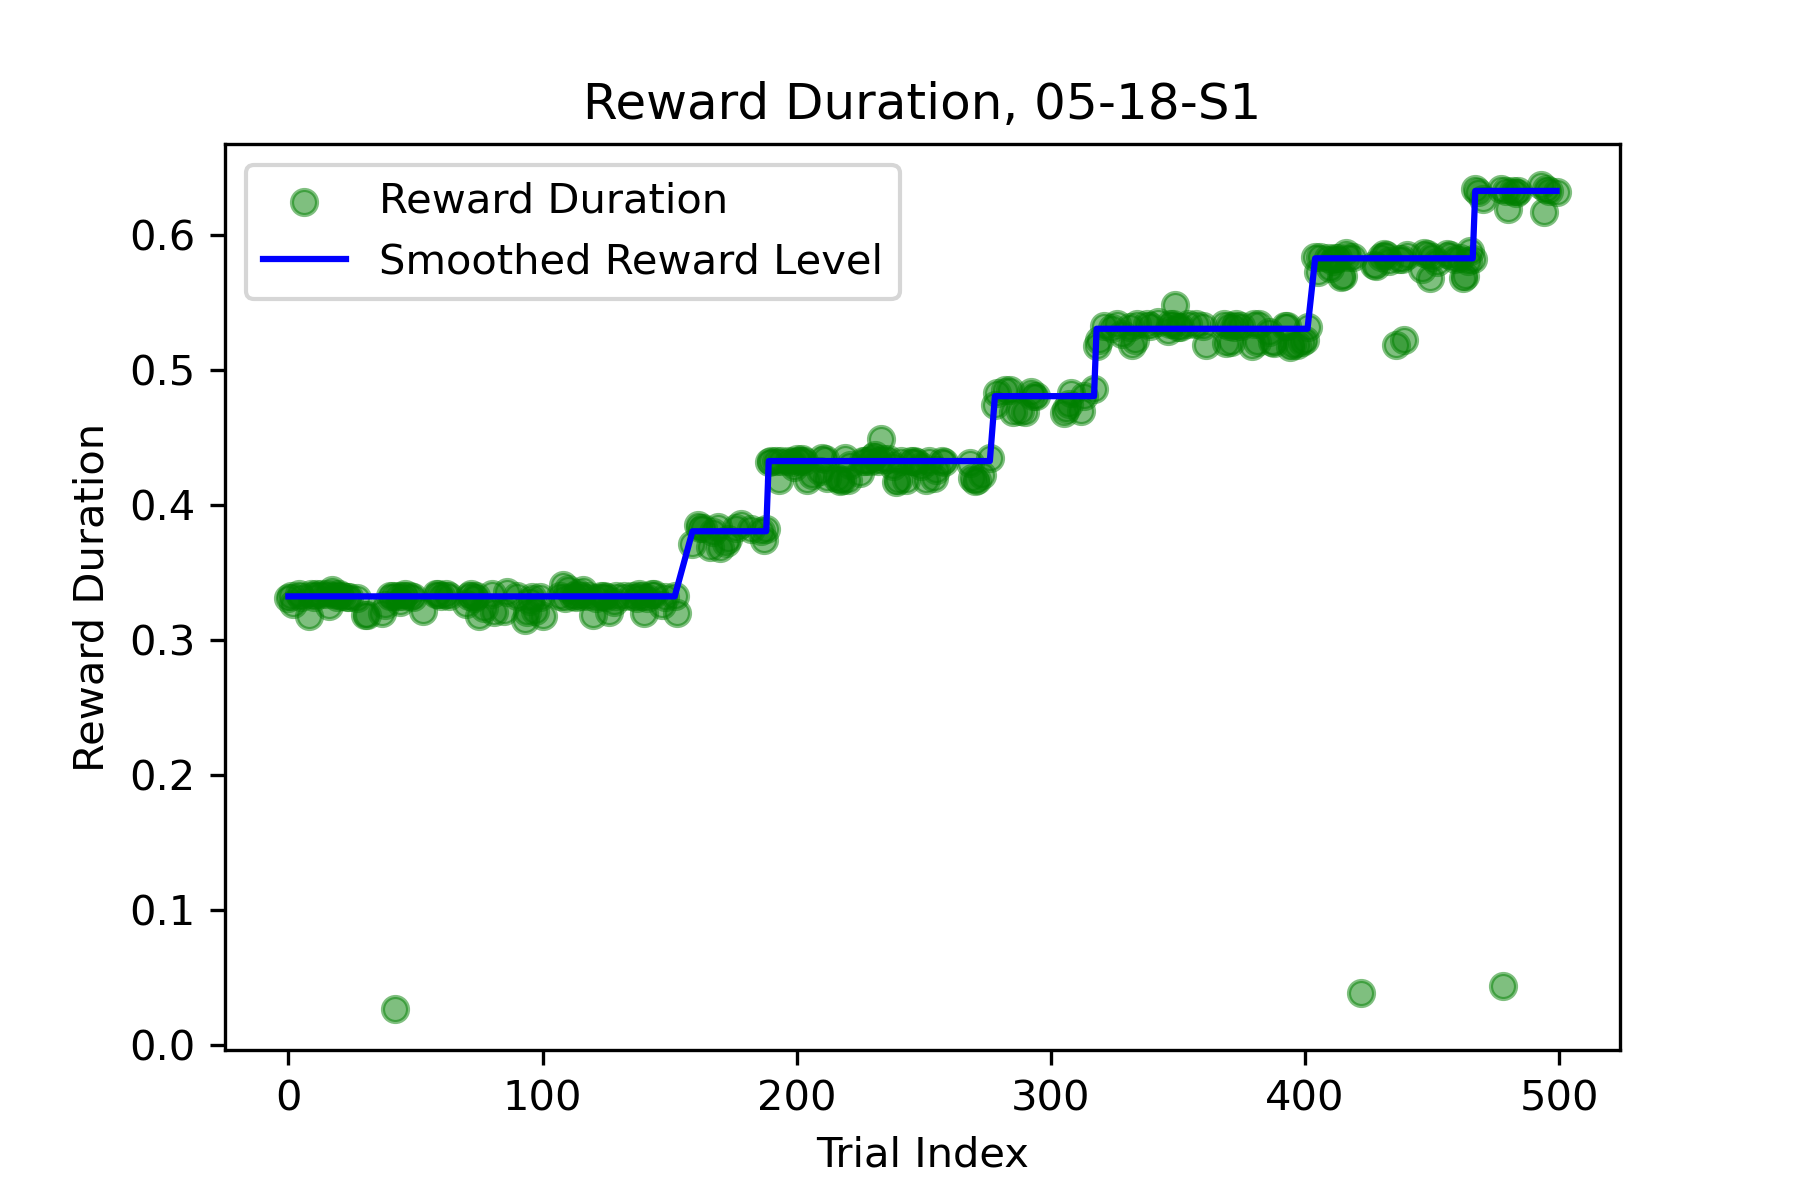 Reward Duration, 05-18-S1
Reward Duration
Smoothed Reward Level
0.6
0.5
0.4
0.3
0.2
0.1
0.0
Reward Duration
0 100 200 300 400 500
Trial Index